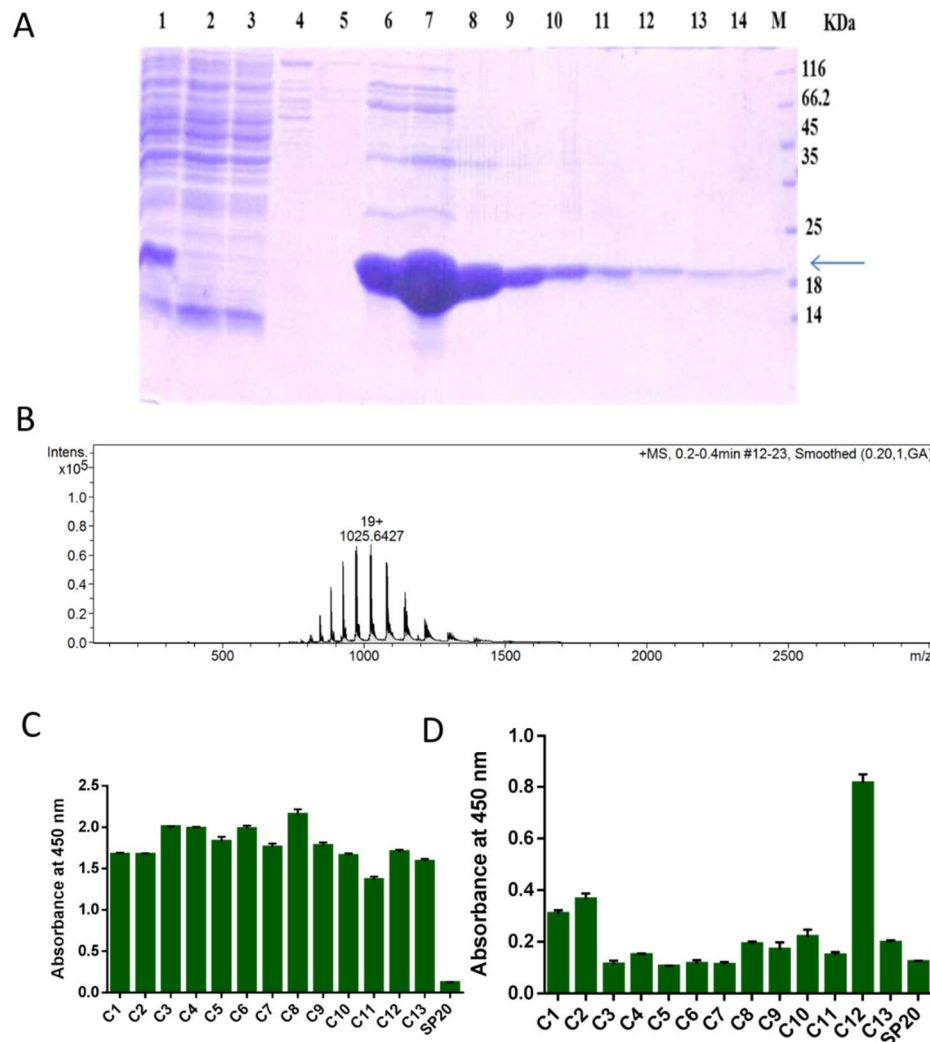 A
1 2 3 4 5 6 7 8 9 10 11 12 13 14 M KDa
116
66.2
45
35
25
18
14
B
Intens.
x10⁵
+MS, 0.2-0.4min #12-23, Smoothed (0.20,1,GA)
1.0
0.8
0.6
0.4
0.2
0.0
19+
1025.6427
500 1000 1500 2000 2500 m/z
C
Absorbance at 450 nm
2.5
2.0
1.5
1.0
0.5
0.0
C1 C2 C3 C4 C5 C6 C7 C8 C9 C10 C11 C12 C13 SP20
D
Absorbance at 450 nm
1.0
0.8
0.6
0.4
0.2
0.0
C1 C2 C3 C4 C5 C6 C7 C8 C9 C10 C11 C12 C13 SP20